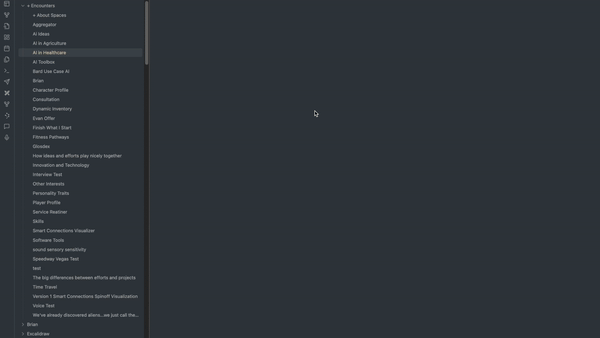 + Encounters
+ About Spaces
Aggregator
AI Ideas
AI in Agriculture
AI in Healthcare
AI Toolbox
Bard Use Case AI
Brian
Character Profile
Consultation
Dynamic Inventory
Even Offer
Finish What I Start
Fitness Pathways
Ghostex
How ideas and efforts play nicely together
Innovation and Technology
Interview Test
Other Interests
Personality Traits
Player Profile
Service Realiner
Skills
Smart Connections Visualizer
Software Tools
sound sensory sensitivity
Speedway Vegas Test
test
The big differences between efforts and projects
Time Travel
Version 1 Smart Connections Spinoff Visualization
Voice Test
We've already discovered aliens...we just call the...
Brian
Excalidraw